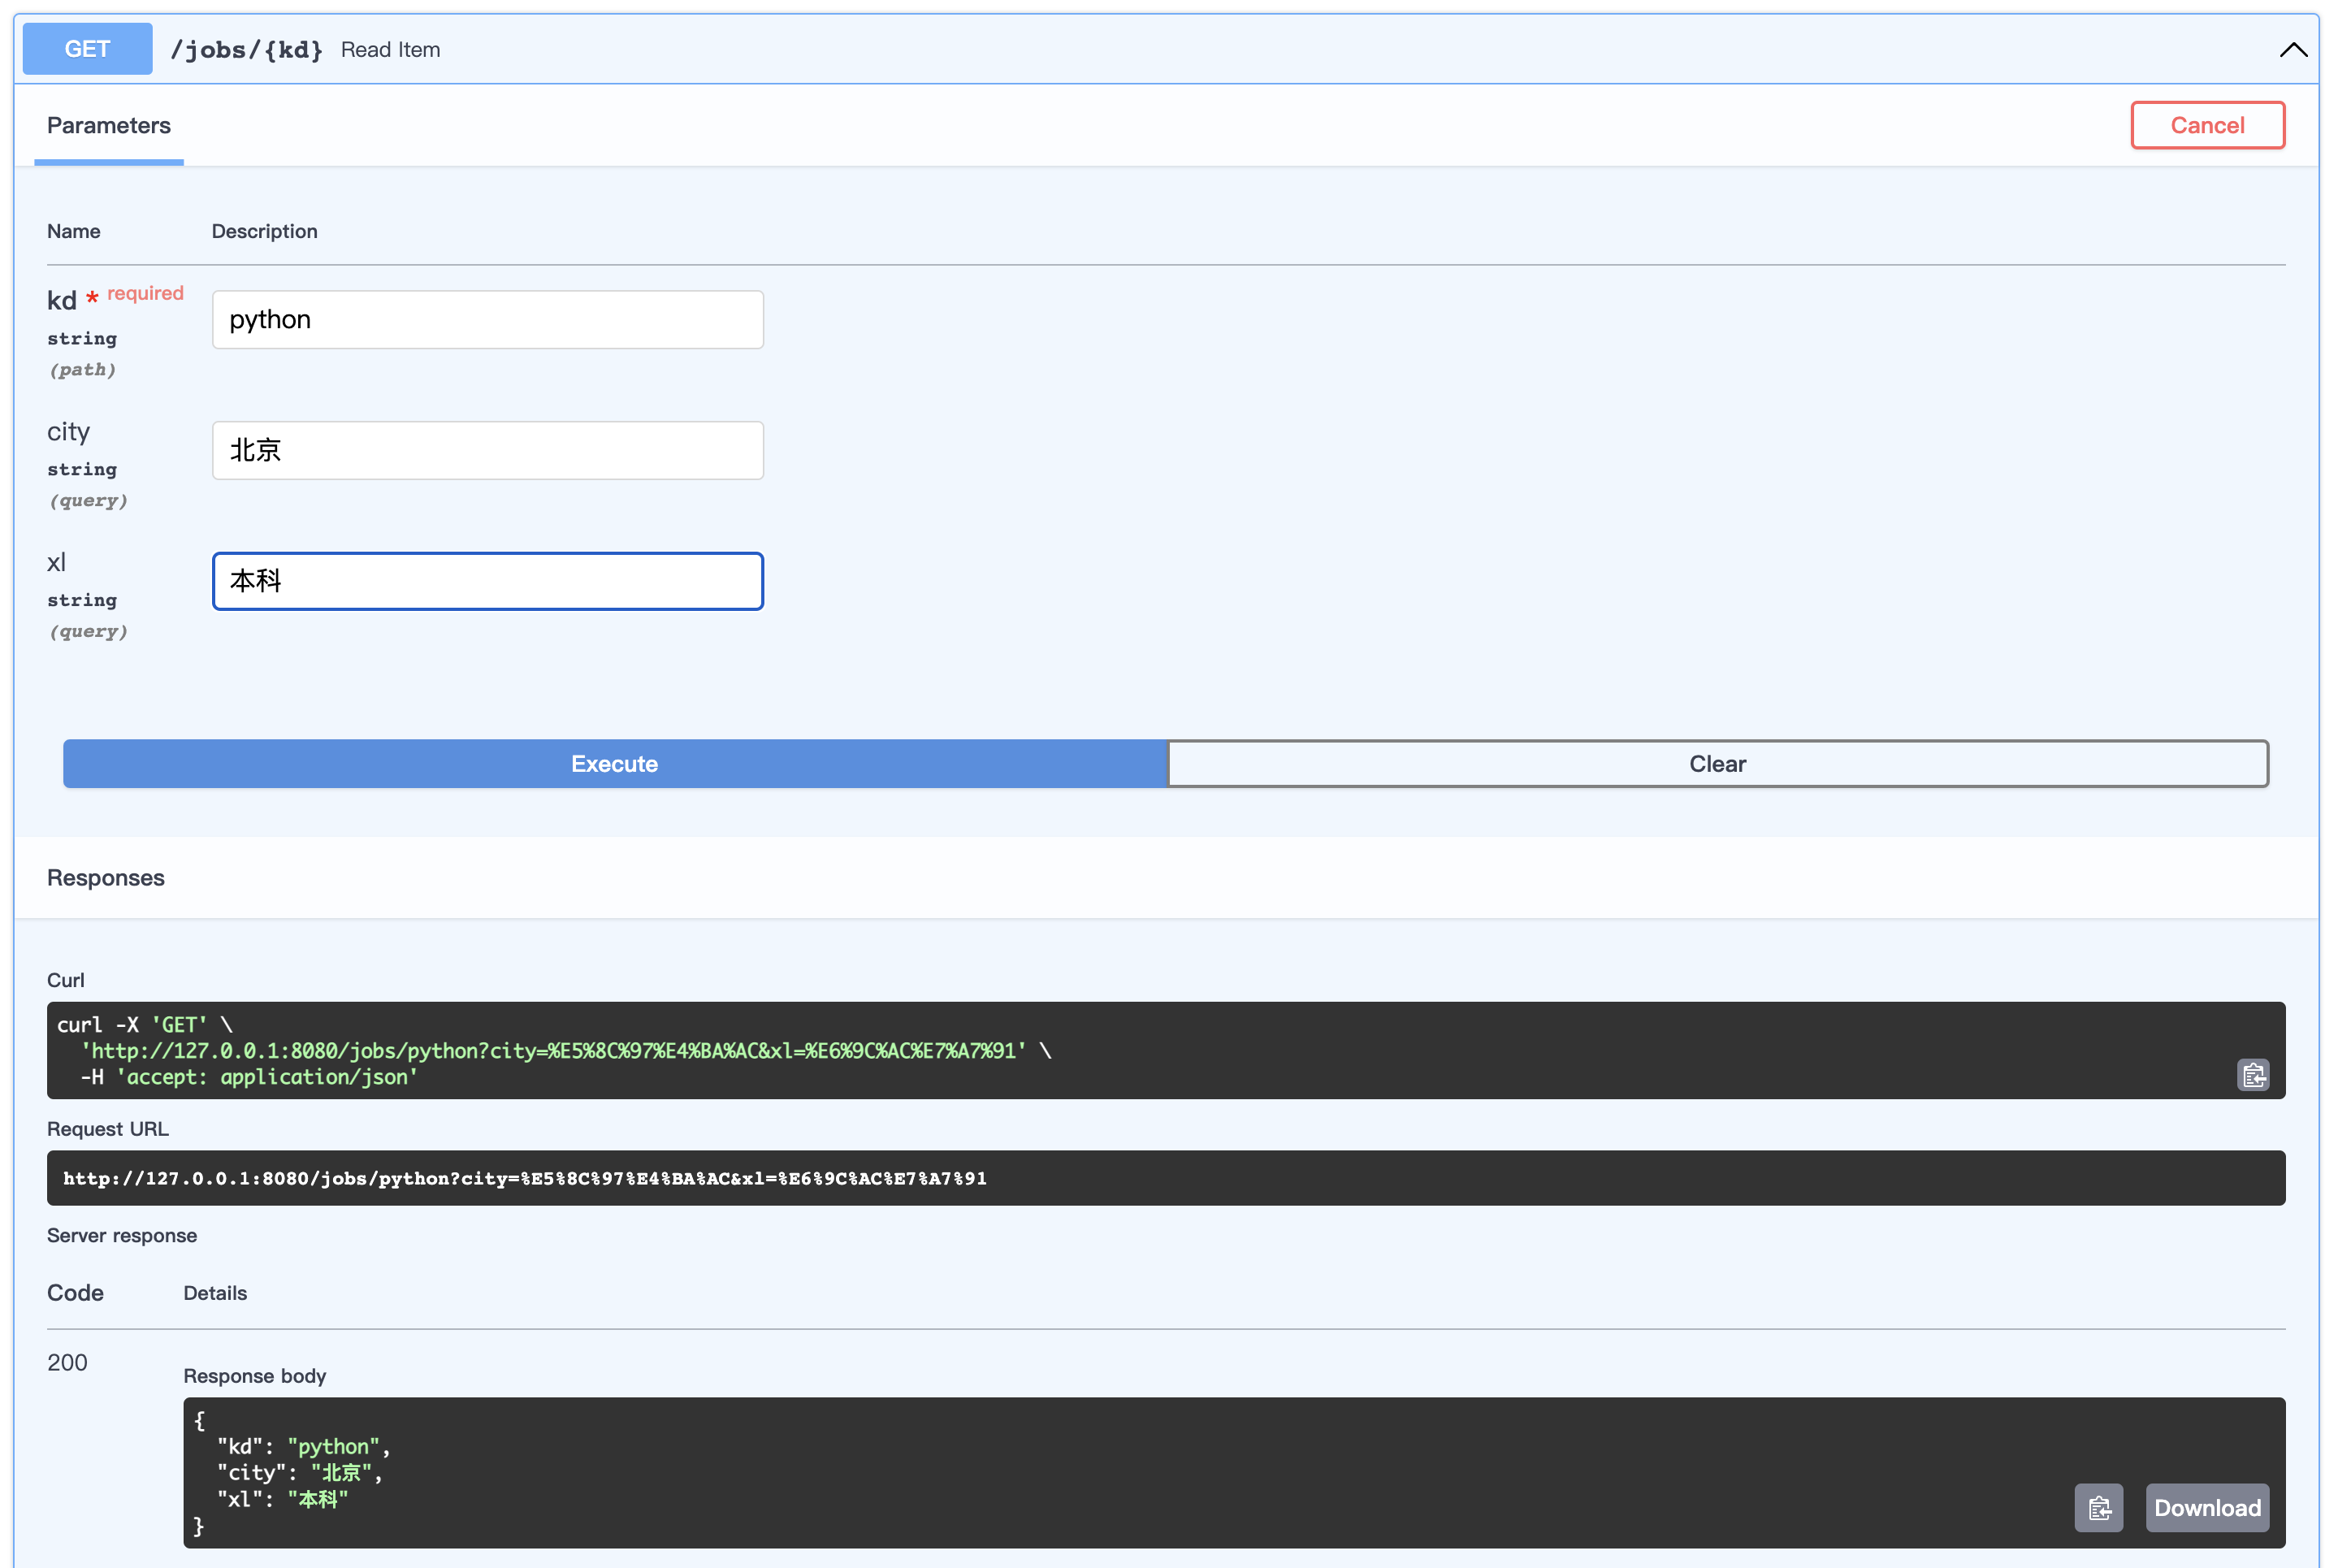 GET /jobs/{kd} Read Item
Parameters
Cancel
Name Description
kd * required
string
(path)
python
city
string
(query)
北京
xl
string
(query)
本科
Execute
Clear
Responses
Curl
curl -X 'GET' \
  'http://127.0.0.1:8080/jobs/python?city=%E5%8C%97%E4%BA%AC&xl=%E6%9C%AC%E7%A7%91' \
  -H 'accept: application/json'
Request URL
http://127.0.0.1:8080/jobs/python?city=%E5%8C%97%E4%BA%AC&xl=%E6%9C%AC%E7%A7%91
Server response
Code Details
200
Response body
{
  "kd": "python",
  "city": "北京",
  "xl": "本科"
}
Download